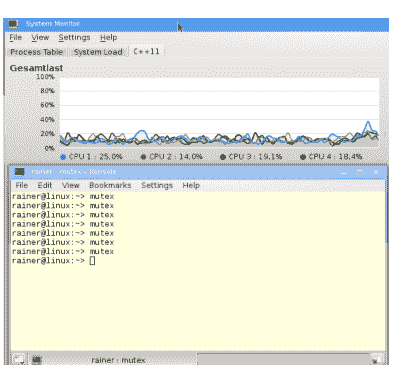 System Monitor
File View Settings Help
Process Table System Load C++11
Gesamtlast
100%
80%
60%
40%
20%
0%
CPU 1 : 25,0% CPU 2 : 14,0% CPU 3 : 19,1% CPU 4 : 18,4%
rainer : mutex - Konsole
File Edit View Bookmarks Settings Help
rainer@linux:~> mutex
rainer@linux:~> mutex
rainer@linux:~> mutex
rainer@linux:~> mutex
rainer@linux:~> mutex
rainer@linux:~> mutex
rainer@linux:~> mutex
rainer@linux:~>
rainer : mutex